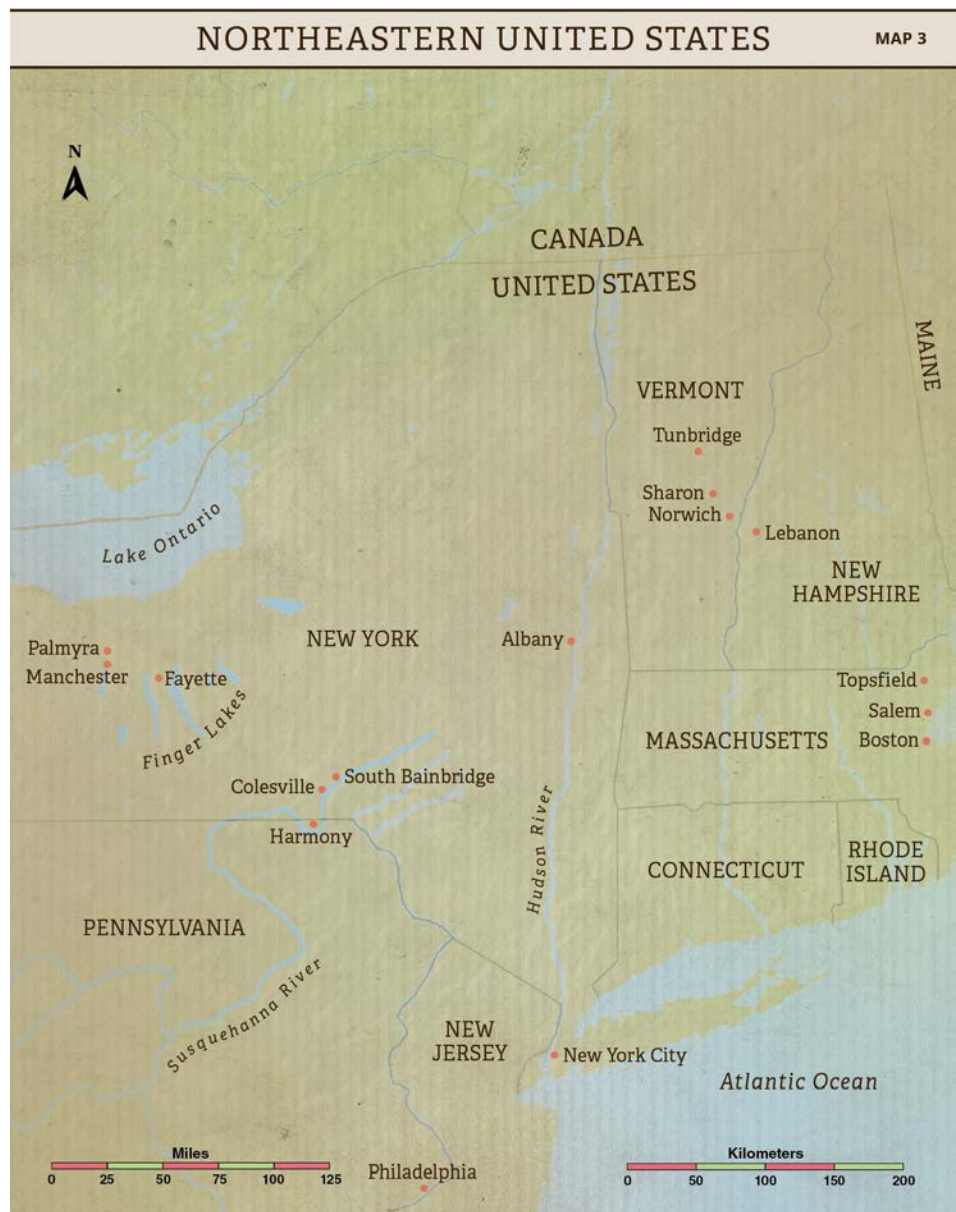 NORTHEASTERN UNITED STATES
MAP 3
N
CANADA
UNITED STATES
MAINE
VERMONT
Tunbridge
Sharon
Norwich
Lebanon
Lake Ontario
NEW
HAMPSHIRE
Palmyra
Manchester
Fayette
Finger Lakes
NEW YORK
Albany
Topsfield
Salem
Boston
MASSACHUSETTS
South Bainbridge
Colesville
Harmony
Hudson River
CONNECTICUT
RHODE
ISLAND
PENNSYLVANIA
Susquehanna River
NEW
JERSEY
New York City
Atlantic Ocean
Philadelphia
Miles
0 25 50 75 100 125
Kilometers
0 50 100 150 200